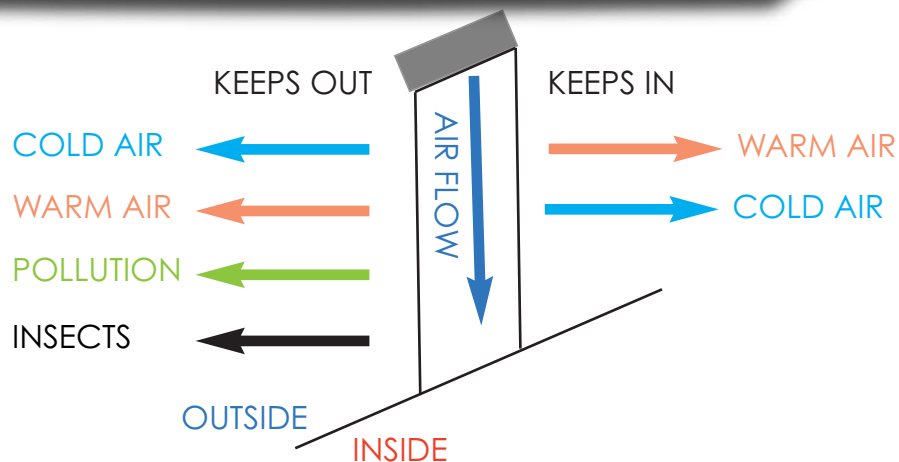 KEEPS OUT
KEEPS IN
COLD AIR
WARM AIR
POLLUTION
INSECTS
AIR FLOW
WARM AIR
COLD AIR
OUTSIDE
INSIDE